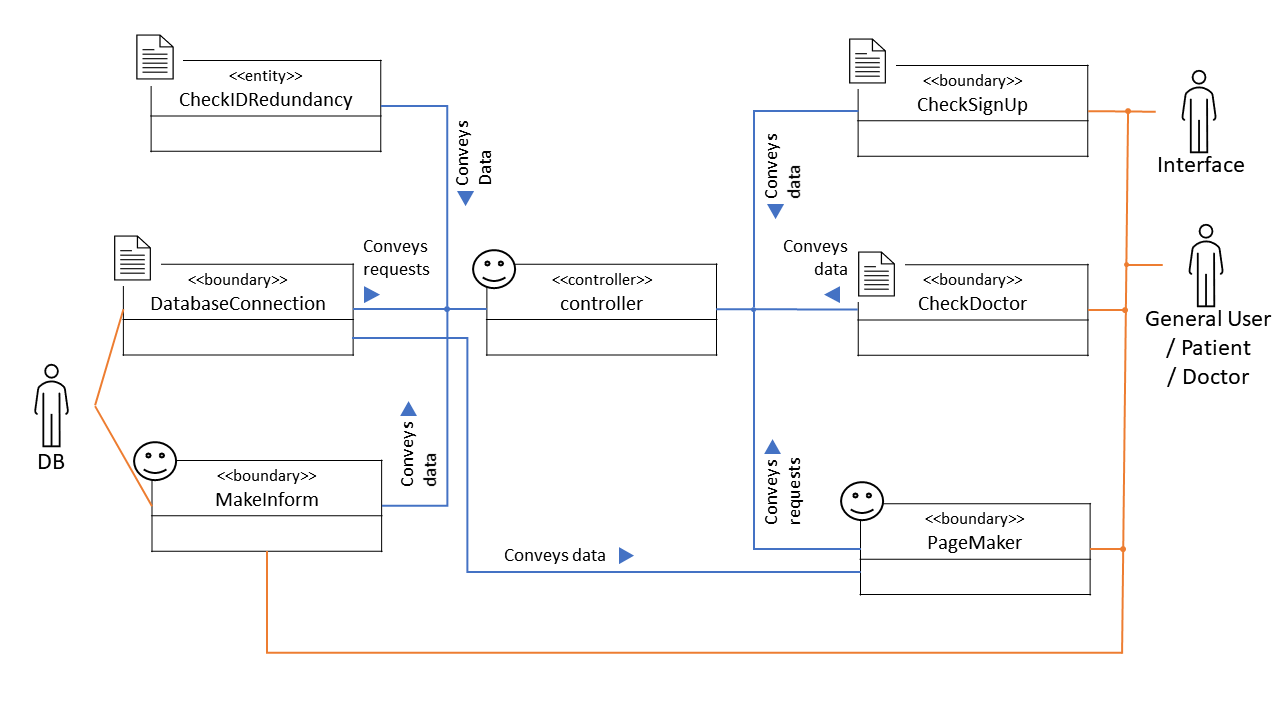 <<entity>>
CheckIDRedundancy
<<boundary>>
CheckSignUp
Interface
Conveys
Data
Conveys
data
Conveys
requests
<<boundary>>
DatabaseConnection
<<controller>>
controller
Conveys
data
<<boundary>>
CheckDoctor
General User
/ Patient
/ Doctor
DB
<<boundary>>
MakeInform
Conveys
data
Conveys
requests
<<boundary>>
PageMaker
Conveys data